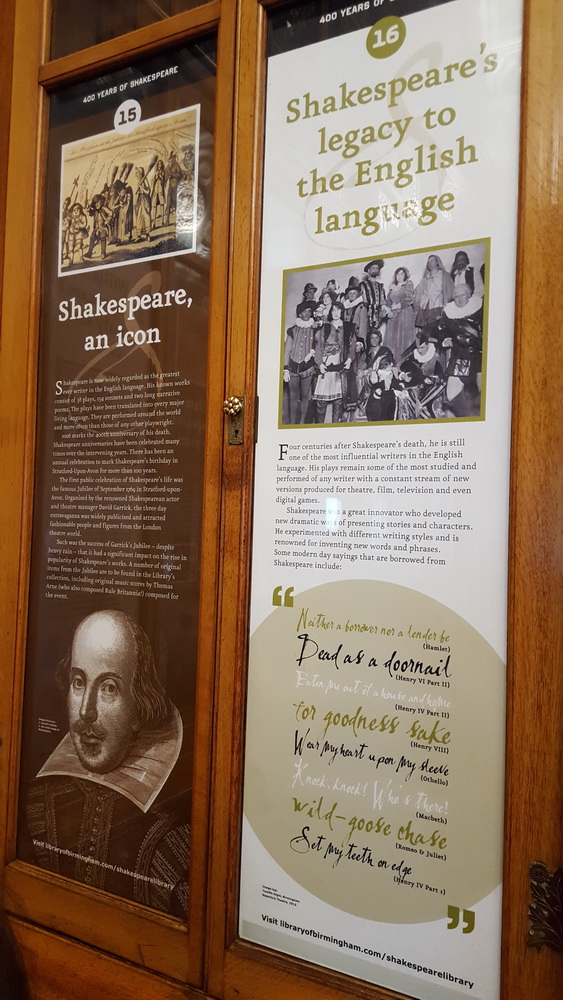 400 YEARS OF SHAKESPEARE
15
Shakespeare,
an icon
Shakespeare is now widely regarded as the greatest
ever writer in the English language. His known works
consist of 38 plays, 154 sonnets and two long narrative
poems. The plays have been translated into every major
living language. They are performed around the world
and more often than those of any other playwright.
2016 marks the 400th anniversary of his death.
Shakespeare anniversaries have been celebrated many
times over the intervening years. There has been an
annual celebration to mark Shakespeare's birthday in
Stratford-Upon-Avon for more than 200 years.
The first public celebration of Shakespeare's life was
the famous Jubilee of September 1769 in Stratford-upon-
Avon. Organised by the renowned Shakespearean actor
and theatre manager David Garrick, the three day
extravaganza was widely publicised and attracted
fashionable people and figures from the London
theatre.
Such was the success of Garrick's Jubilee – despite
heavy rain – that it had a significant impact on the rise in
popularity of Shakespeare's works. A number of original
items from the Jubilee are to be found in the Library's
collection, including original music scores by Thomas
Arne (who also composed Rule Britannia!) composed for
the event.
Visit libraryofbirmingham.com/shakespearelibrary
400 YEARS OF SHAKESPEARE
16
Shakespeare's
legacy to
the English
language
Four centuries after Shakespeare's death, he is still
one of the most influential writers in the English
language. His plays remain some of the most studied and
performed of any writer with a constant stream of new
versions produced for theatre, film, television and even
digital games.
Shakespeare was a great innovator who developed
new dramatic ways of presenting stories and characters.
He experimented with different writing styles and is
renowned for inventing new words and phrases.
Some modern day sayings that are borrowed from
Shakespeare include:
“
Neither a borrower nor a lender be
(Hamlet)
Dead as a doornail
(Henry VI Part II)
Eaten me out of a house and home
(Henry IV Part II)
for goodness sake
(Henry VIII)
Wear my heart upon my sleeve
(Othello)
Knock, knock! Who's there!
(Macbeth)
wild-goose chase
(Romeo & Juliet)
Set my teeth on edge
(Henry IV Part 1)
”
Visit libraryofbirmingham.com/shakespearelibrary